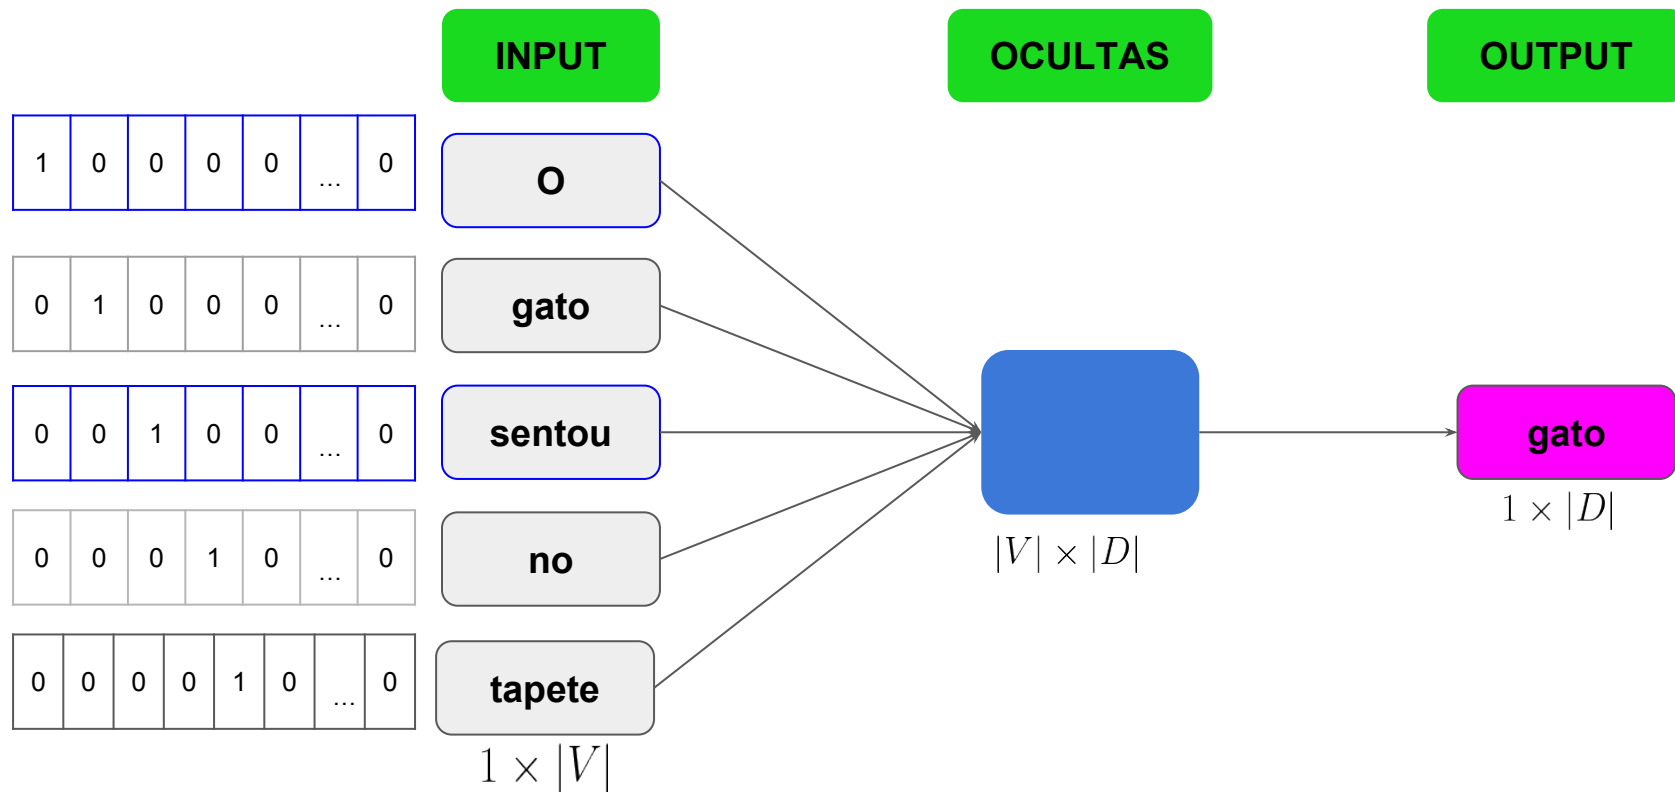 INPUT OCULTAS OUTPUT
1 0 0 0 0 ... 0 O
0 1 0 0 0 ... 0 gato
0 0 1 0 0 ... 0 sentou gato
1 × |D|
0 0 0 1 0 ... 0 no |V| × |D|
0 0 0 0 1 0 ... 0 tapete
1 × |V|